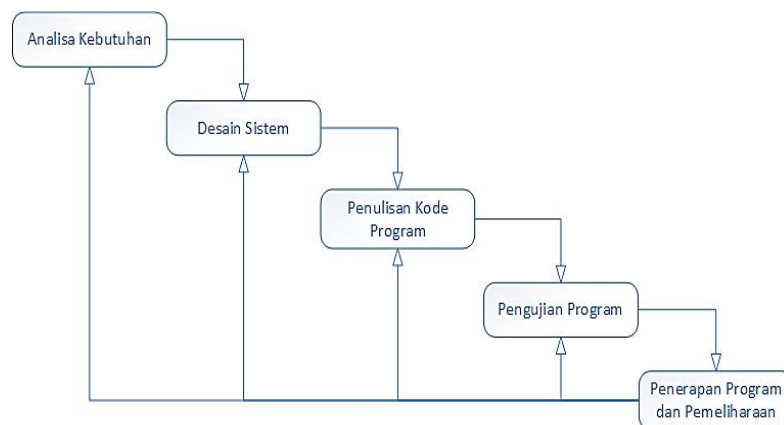 Analisa Kebutuhan
Desain Sistem
Penulisan Kode
Program
Pengujian Program
Penerapan Program
dan Pemeliharaan